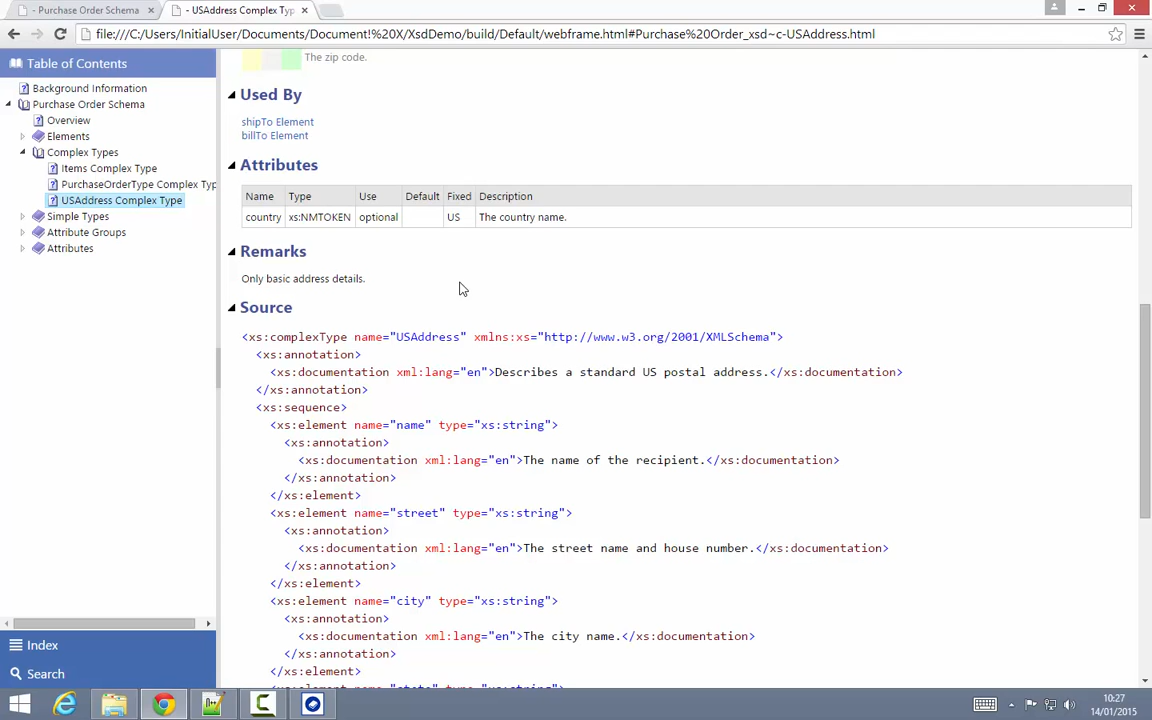 - Purchase Order Schema
- USAddress Complex Typ
file:///C:/Users/InitialUser/Documents/Document!%20X/XsdDemo/build/Default/webframe.html#Purchase%20Order_xsd~c-USAddress.html
Table of Contents
Background Information
Purchase Order Schema
Overview
Elements
Complex Types
Items Complex Type
PurchaseOrderType Complex Typ
USAddress Complex Type
Simple Types
Attribute Groups
Attributes
Index
Search
The zip code.
Used By
shipTo Element
billTo Element
Attributes
Name Type Use Default Fixed Description
country xs:NMTOKEN optional US The country name.
Remarks
Only basic address details.
Source
<xs:complexType name="USAddress" xmlns:xs="http://www.w3.org/2001/XMLSchema">
<xs:annotation>
<xs:documentation xml:lang="en">Describes a standard US postal address.</xs:documentation>
</xs:annotation>
<xs:sequence>
<xs:element name="name" type="xs:string">
<xs:annotation>
<xs:documentation xml:lang="en">The name of the recipient.</xs:documentation>
</xs:annotation>
</xs:element>
<xs:element name="street" type="xs:string">
<xs:annotation>
<xs:documentation xml:lang="en">The street name and house number.</xs:documentation>
</xs:annotation>
</xs:element>
<xs:element name="city" type="xs:string">
<xs:annotation>
<xs:documentation xml:lang="en">The city name.</xs:documentation>
</xs:annotation>
</xs:element>
10:27
14/01/2015